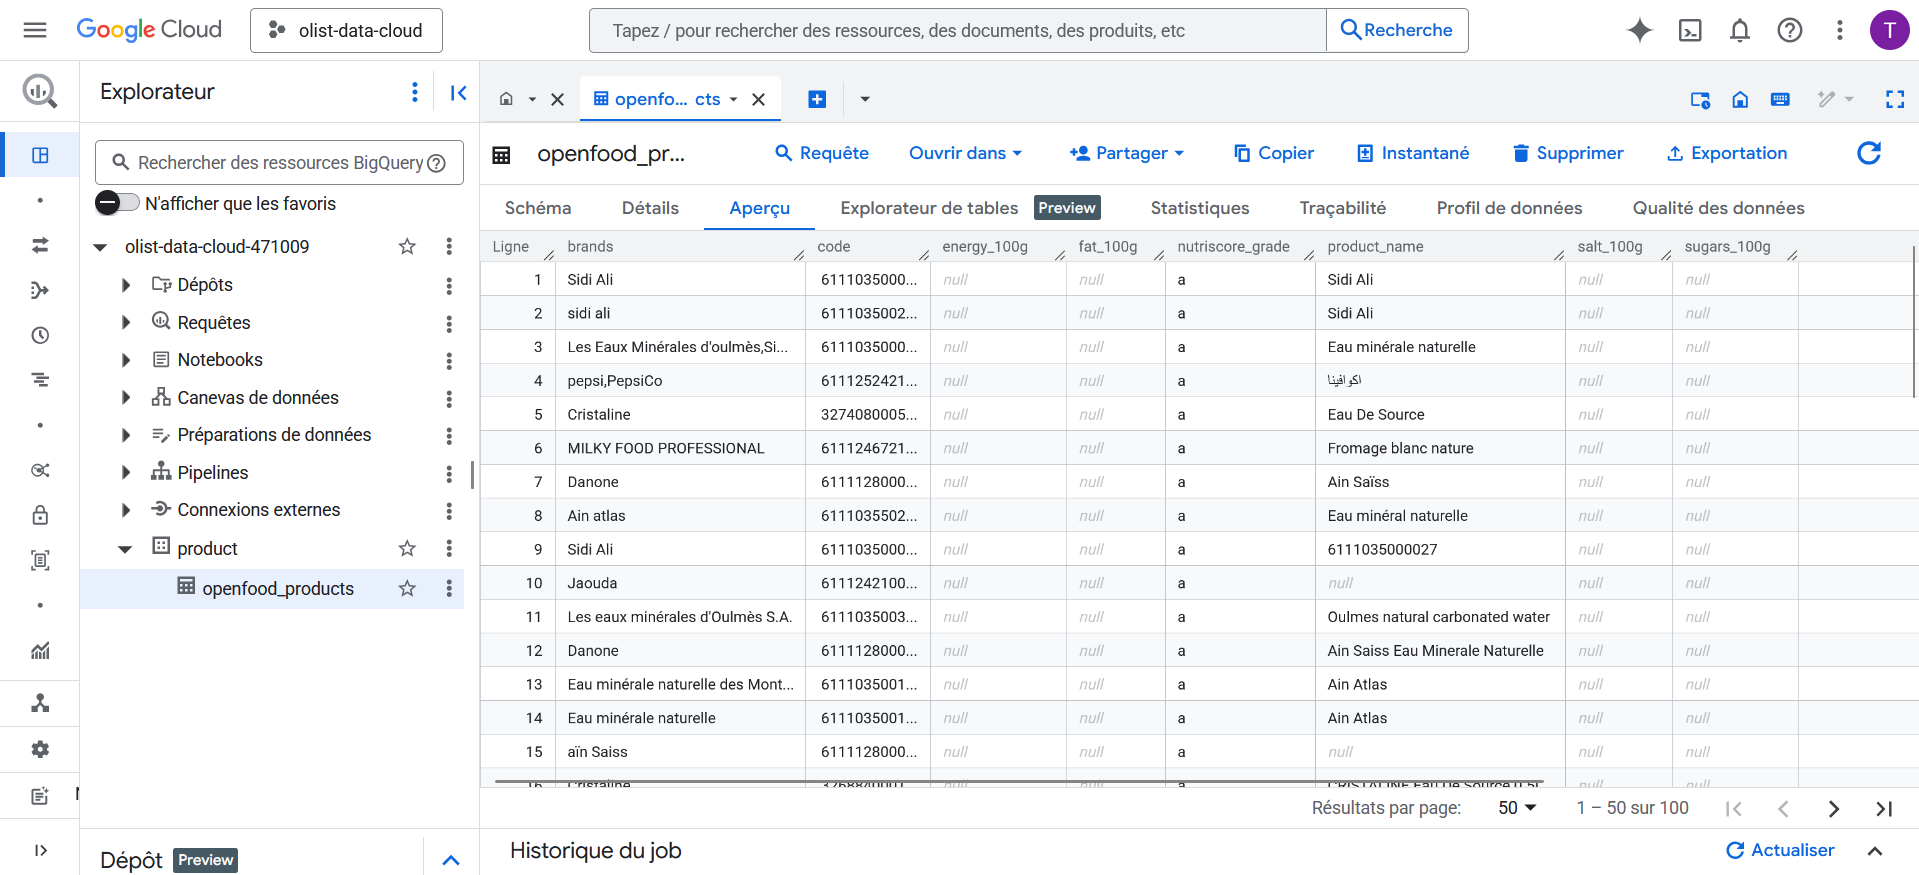 Google Cloud
olist-data-cloud
Tapez / pour rechercher des ressources, des documents, des produits, etc
Recherche
T
Explorateur
openfo... cts
Rechercher des ressources BigQuery
N'afficher que les favoris
olist-data-cloud-471009
Dépôts
Requêtes
Notebooks
Canevas de données
Préparations de données
Pipelines
Connexions externes
product
openfood_products
Dépôt Preview
openfood_pr...
Requête Ouvrir dans Partager Copier Instantané Supprimer Exportation
Schéma Détails Aperçu Explorateur de tables Preview Statistiques Traçabilité Profil de données Qualité des données
Ligne brands code energy_100g fat_100g nutriscore_grade product_name salt_100g sugars_100g
1 Sidi Ali 6111035000... null null a Sidi Ali null null
2 sidi ali 6111035002... null null a Sidi Ali null null
3 Les Eaux Minérales d'oulmès,Si... 6111035000... null null a Eau minérale naturelle null null
4 pepsi,PepsiCo 6111252421... null null a اكوافينا null null
5 Cristaline 3274080005... null null a Eau De Source null null
6 MILKY FOOD PROFESSIONAL 6111246721... null null a Fromage blanc nature null null
7 Danone 6111128000... null null a Ain Saïss null null
8 Ain atlas 6111035502... null null a Eau minéral naturelle null null
9 Sidi Ali 6111035000... null null a 6111035000027 null null
10 Jaouda 6111242100... null null a null null null
11 Les eaux minérales d'Oulmès S.A. 6111035003... null null a Oulmes natural carbonated water null null
12 Danone 6111128000... null null a Ain Saiss Eau Minerale Naturelle null null
13 Eau minérale naturelle des Mont... 6111035001... null null a Ain Atlas null null
14 Eau minérale naturelle 6111035001... null null a Ain Atlas null null
15 aïn Saiss 6111128000... null null a null null null
16 Cristaline 3268840001... null null a CRISTALINE Eau De Source 0.5l null null
Résultats par page: 50 1 – 50 sur 100
Historique du job
Actualiser